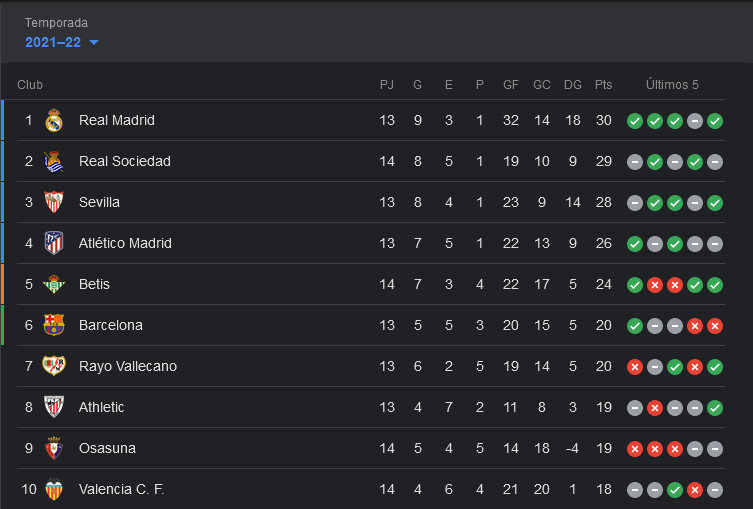 Temporada
2021–22
Club PJ G E P GF GC DG Pts Últimos 5
1 Real Madrid 13 9 3 1 32 14 18 30
2 Real Sociedad 14 8 5 1 19 10 9 29
3 Sevilla 13 8 4 1 23 9 14 28
4 Atlético Madrid 13 7 5 1 22 13 9 26
5 Betis 14 7 3 4 22 17 5 24
6 Barcelona 13 5 5 3 20 15 5 20
7 Rayo Vallecano 13 6 2 5 19 14 5 20
8 Athletic 13 4 7 2 11 8 3 19
9 Osasuna 14 5 4 5 14 18 -4 19
10 Valencia C. F. 14 4 6 4 21 20 1 18